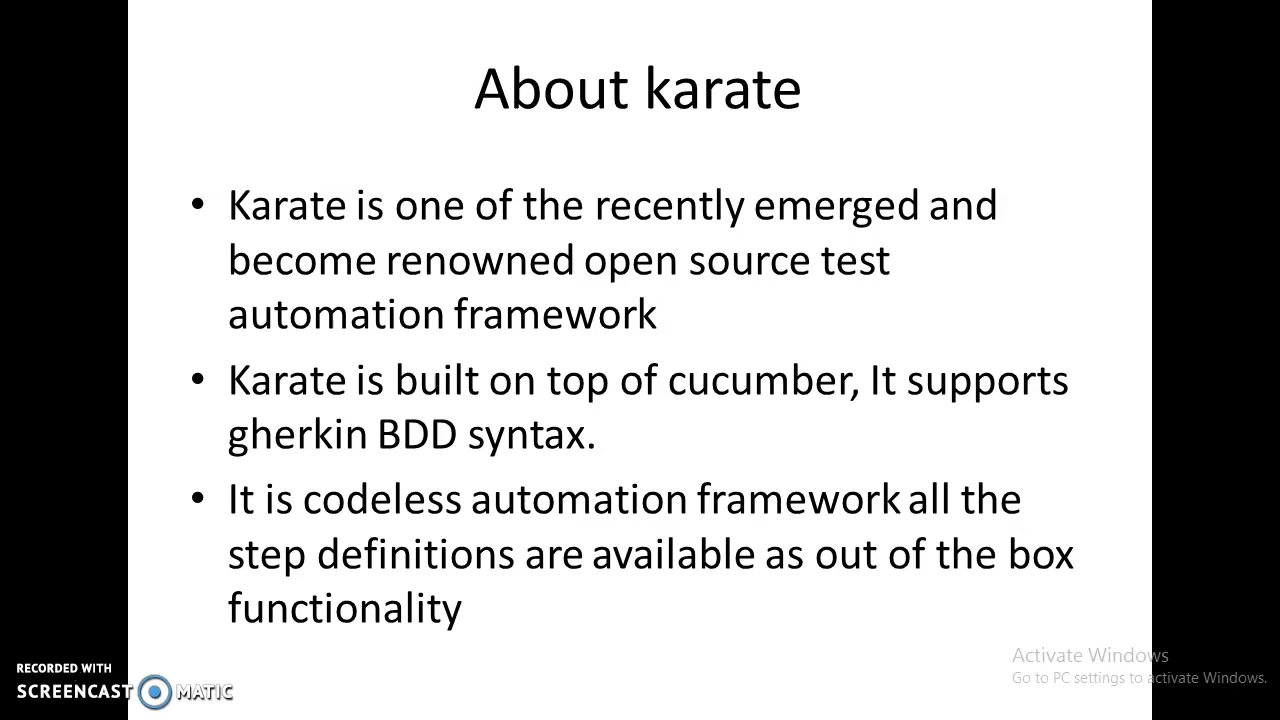 About karate
• Karate is one of the recently emerged and
become renowned open source test
automation framework
• Karate is built on top of cucumber, It supports
gherkin BDD syntax.
• It is codeless automation framework all the
step definitions are available as out of the box
functionality
Activate Windows
Go to PC settings to activate Windows.
RECORDED WITH
SCREENCAST MATIC